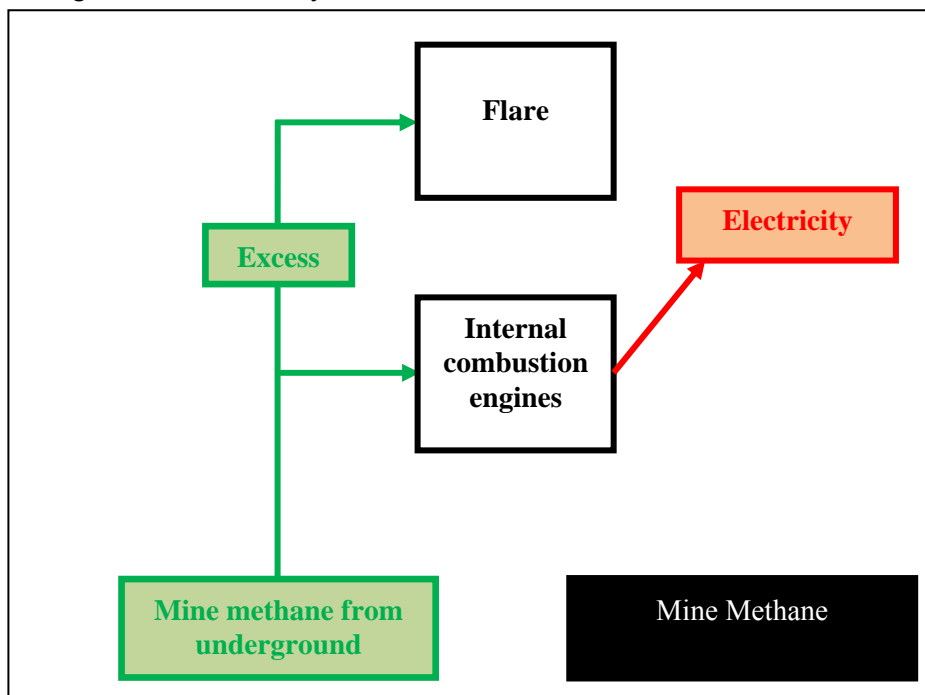 Flare
Electricity
Excess
Internal
combustion
engines
Mine methane from
underground
Mine Methane